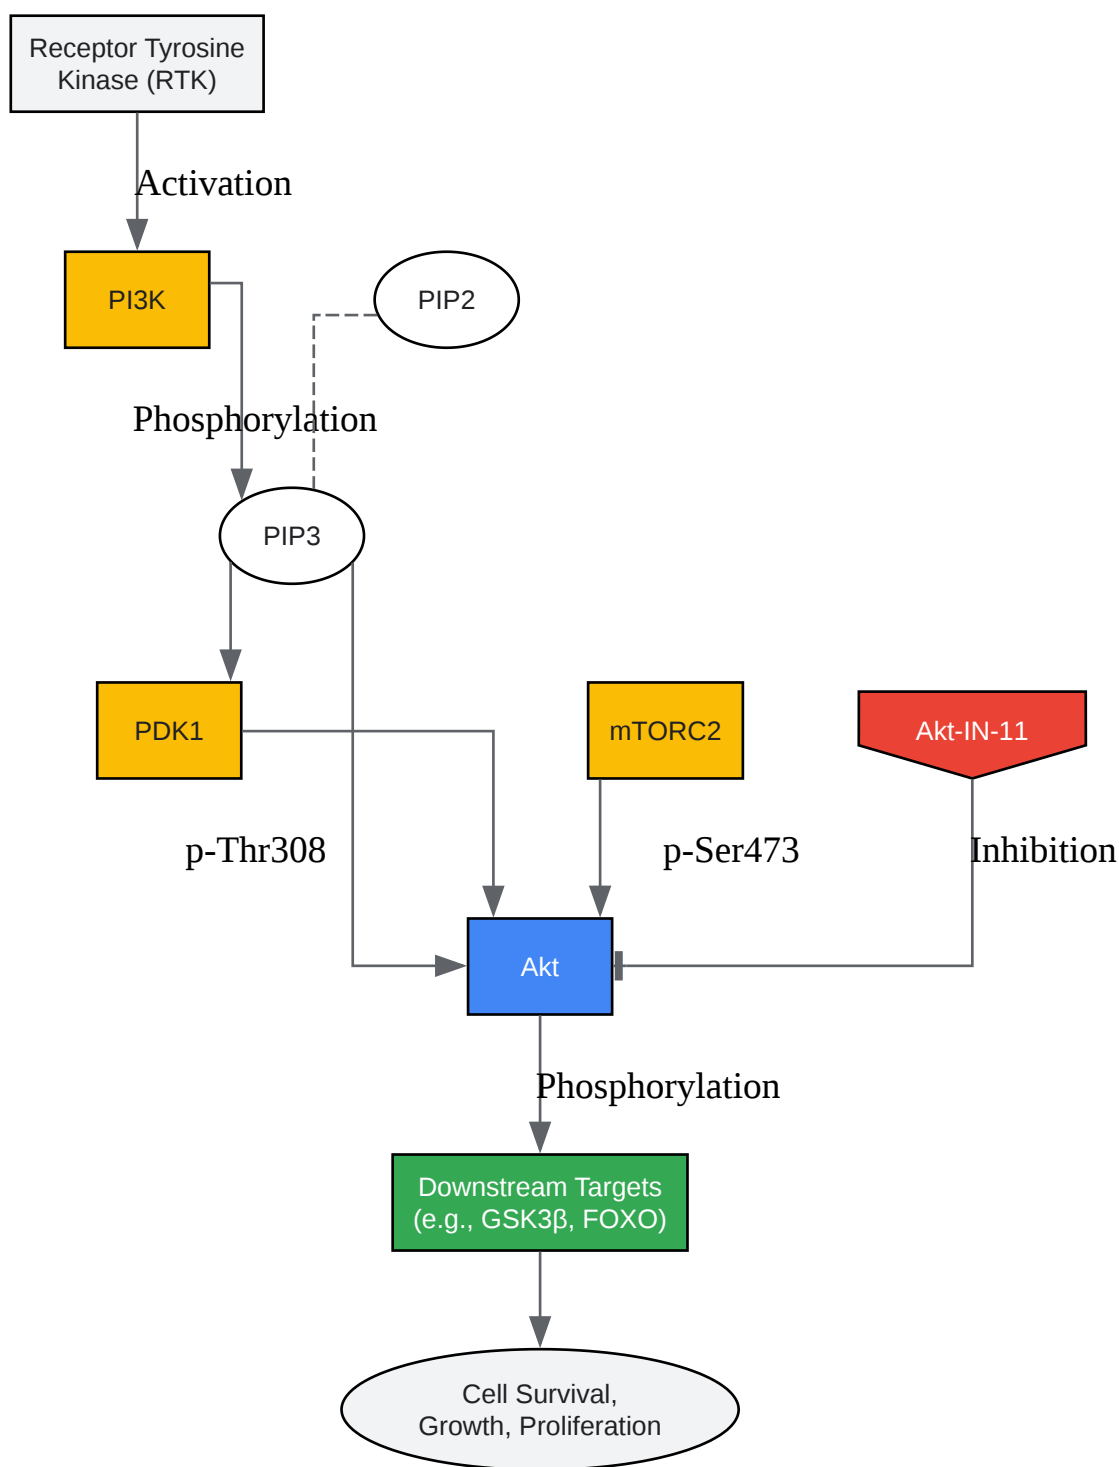 Receptor Tyrosine
Kinase (RTK)
Activation
PI3K
PIP2
Phosphorylation
PIP3
PDK1
mTORC2
Akt-IN-11
p-Thr308
p-Ser473
Inhibition
Akt
Phosphorylation
Downstream Targets
(e.g., GSK3β, FOXO)
Cell Survival,
Growth, Proliferation